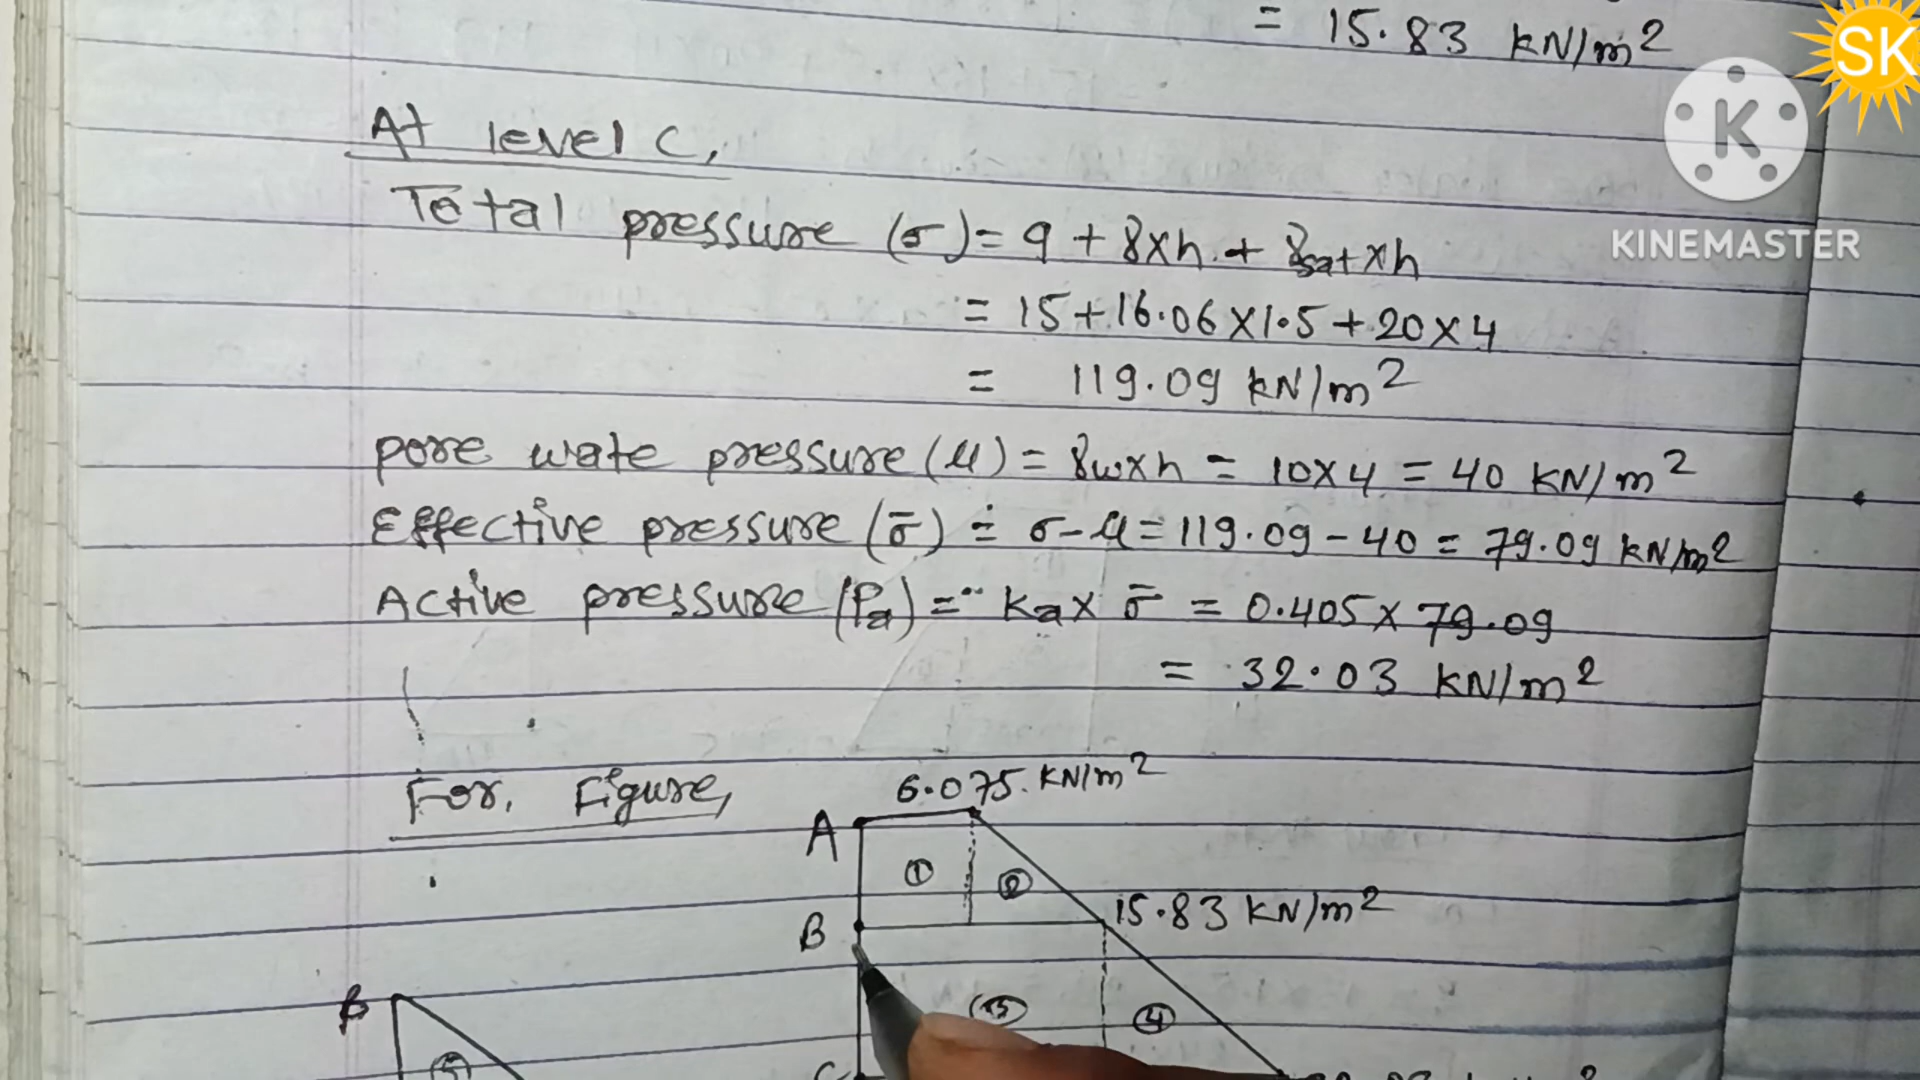 = 15.83 KN/m2
SK
K
KINEMASTER
At level C,
Total pressure (σ) = q + γxh + γsat xh
= 15 + 16.06 x 1.5 + 20 x 4
= 119.09 KN/m2
pore wate pressure (u) = γw x h = 10 x 4 = 40 KN/m2
Effective pressure (σ̄) = σ - u = 119.09 - 40 = 79.09 KN/m2
Active pressure (Pa) = Ka x σ̄ = 0.405 x 79.09
= 32.03 KN/m2
For, Figure,
6.075 KN/m2
A
① ②
B
15.83 KN/m2
③ ④
B
⑤
C